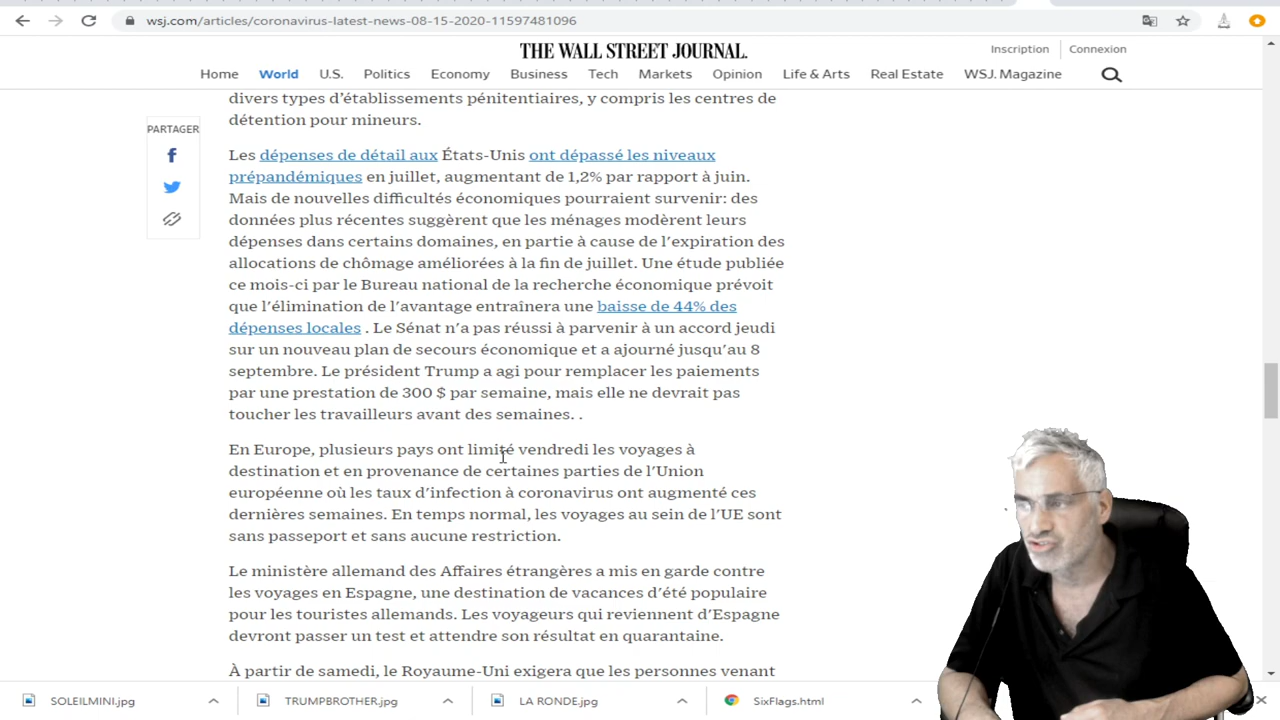 wsj.com/articles/coronavirus-latest-news-08-15-2020-11597481096
THE WALL STREET JOURNAL.
Inscription Connexion
Home World U.S. Politics Economy Business Tech Markets Opinion Life & Arts Real Estate WSJ. Magazine
divers types d'établissements pénitentiaires, y compris les centres de
détention pour mineurs.
PARTAGER
Les dépenses de détail aux États-Unis ont dépassé les niveaux
prépandémiques en juillet, augmentant de 1,2% par rapport à juin.
Mais de nouvelles difficultés économiques pourraient survenir: des
données plus récentes suggèrent que les ménages modèrent leurs
dépenses dans certains domaines, en partie à cause de l'expiration des
allocations de chômage améliorées à la fin de juillet. Une étude publiée
ce mois-ci par le Bureau national de la recherche économique prévoit
que l'élimination de l'avantage entraînera une baisse de 44% des
dépenses locales . Le Sénat n'a pas réussi à parvenir à un accord jeudi
sur un nouveau plan de secours économique et a ajourné jusqu'au 8
septembre. Le président Trump a agi pour remplacer les paiements
par une prestation de 300 $ par semaine, mais elle ne devrait pas
toucher les travailleurs avant des semaines. .
En Europe, plusieurs pays ont limité vendredi les voyages à
destination et en provenance de certaines parties de l'Union
européenne où les taux d'infection à coronavirus ont augmenté ces
dernières semaines. En temps normal, les voyages au sein de l'UE sont
sans passeport et sans aucune restriction.
Le ministère allemand des Affaires étrangères a mis en garde contre
les voyages en Espagne, une destination de vacances d'été populaire
pour les touristes allemands. Les voyageurs qui reviennent d'Espagne
devront passer un test et attendre son résultat en quarantaine.
À partir de samedi, le Royaume-Uni exigera que les personnes venant
SOLEILMINI.jpg TRUMPBROTHER.jpg LA RONDE.jpg SixFlags.html